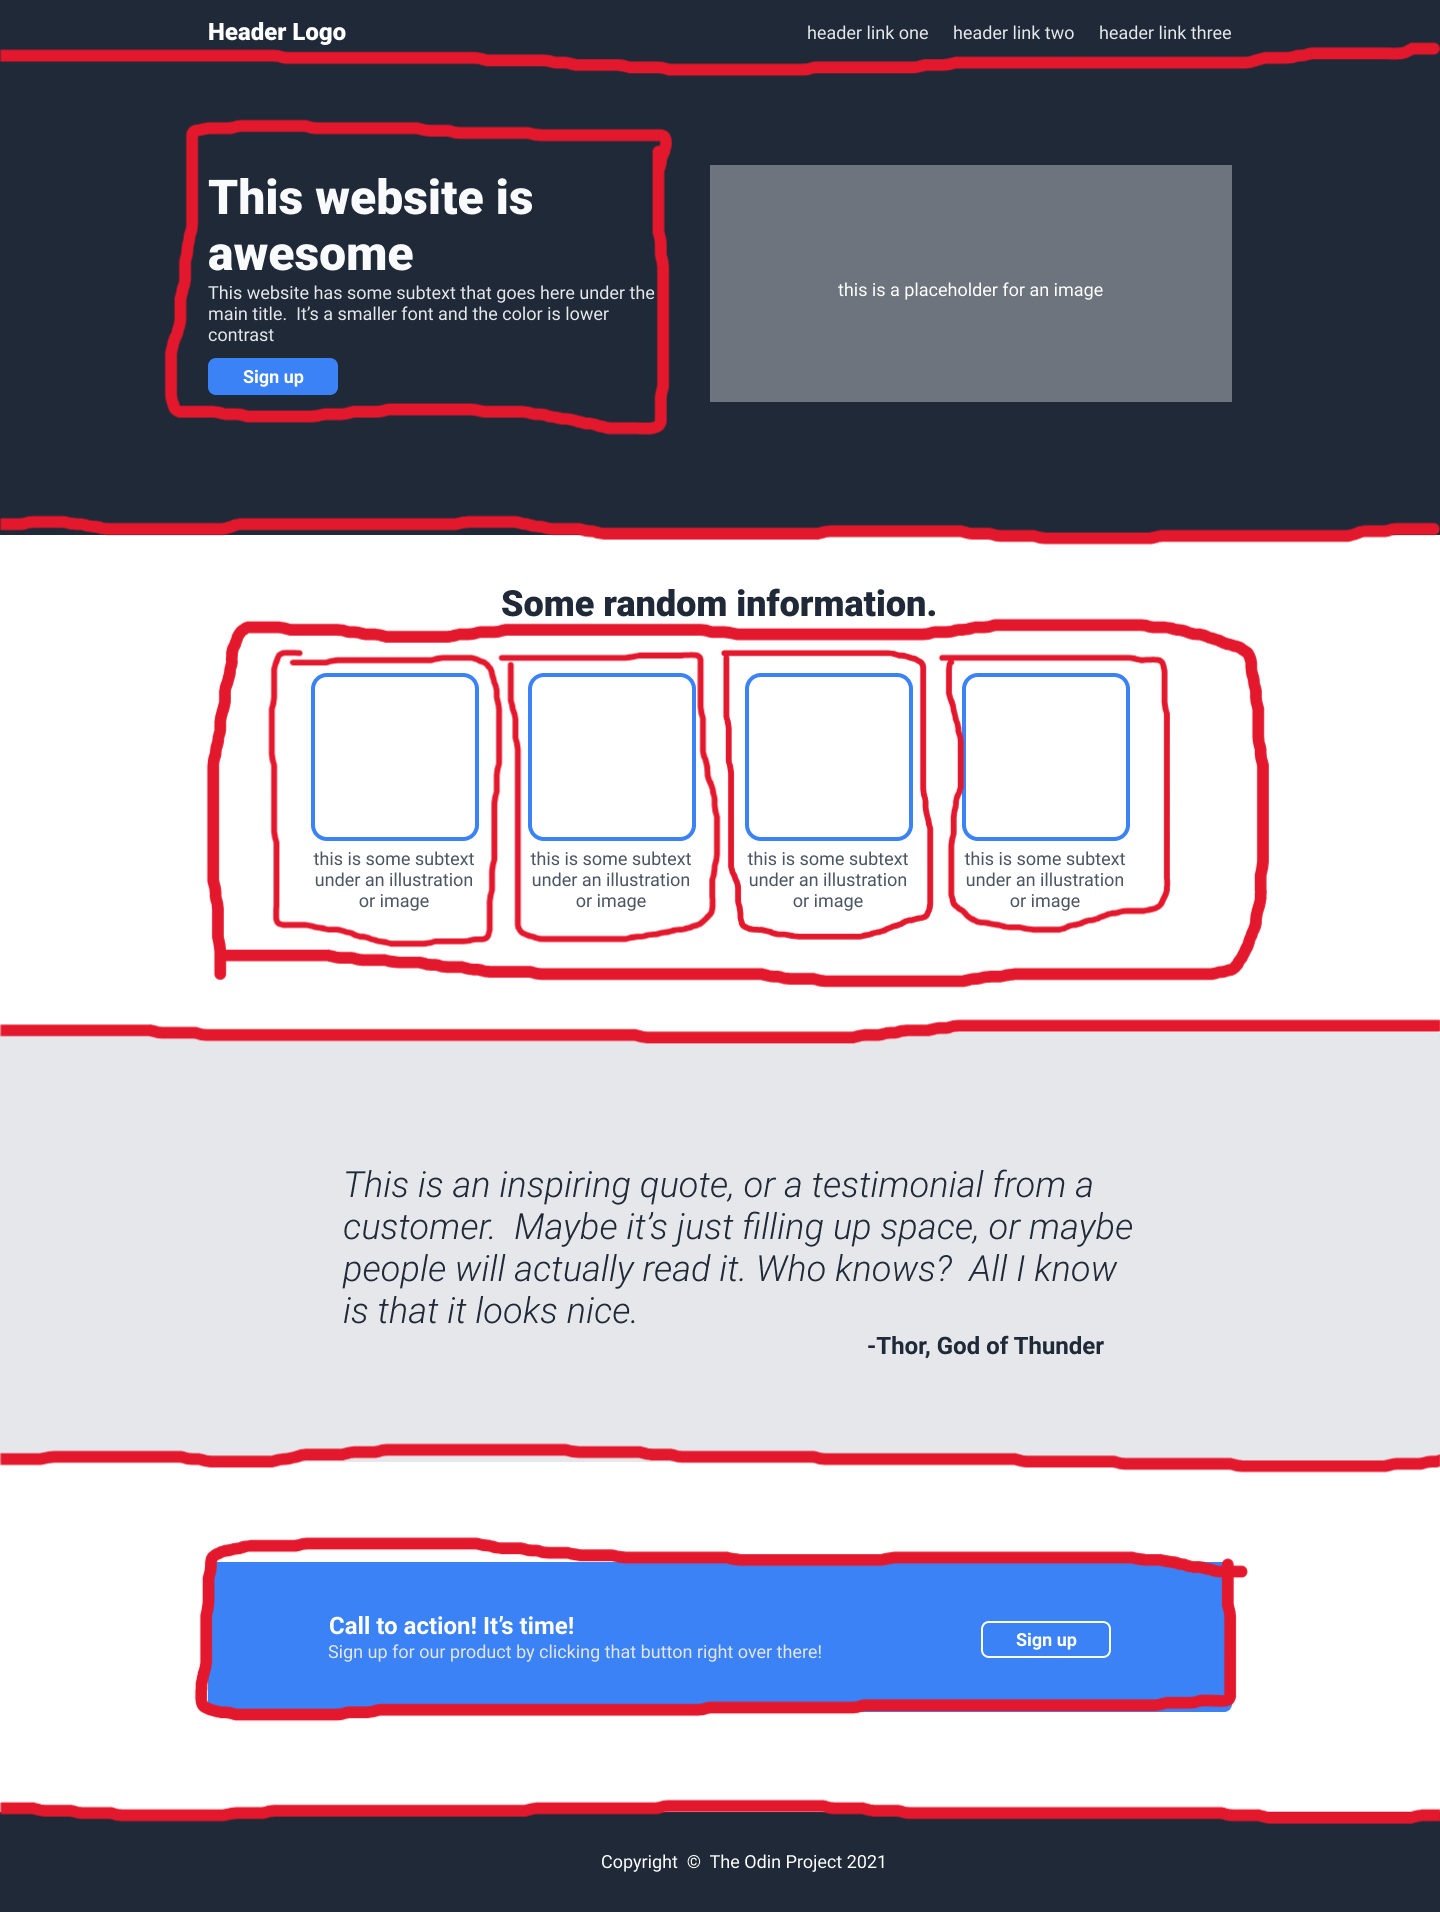 Header Logo
header link one
header link two
header link three
This website is
awesome
This website has some subtext that goes here under the
main title.  It’s a smaller font and the color is lower
contrast
Sign up
this is a placeholder for an image
Some random information.
this is some subtext
under an illustration
or image
this is some subtext
under an illustration
or image
this is some subtext
under an illustration
or image
this is some subtext
under an illustration
or image
This is an inspiring quote, or a testimonial from a
customer.  Maybe it’s just filling up space, or maybe
people will actually read it. Who knows?  All I know
is that it looks nice.
-Thor, God of Thunder
Call to action! It’s time!
Sign up for our product by clicking that button right over there!
Sign up
Copyright © The Odin Project 2021